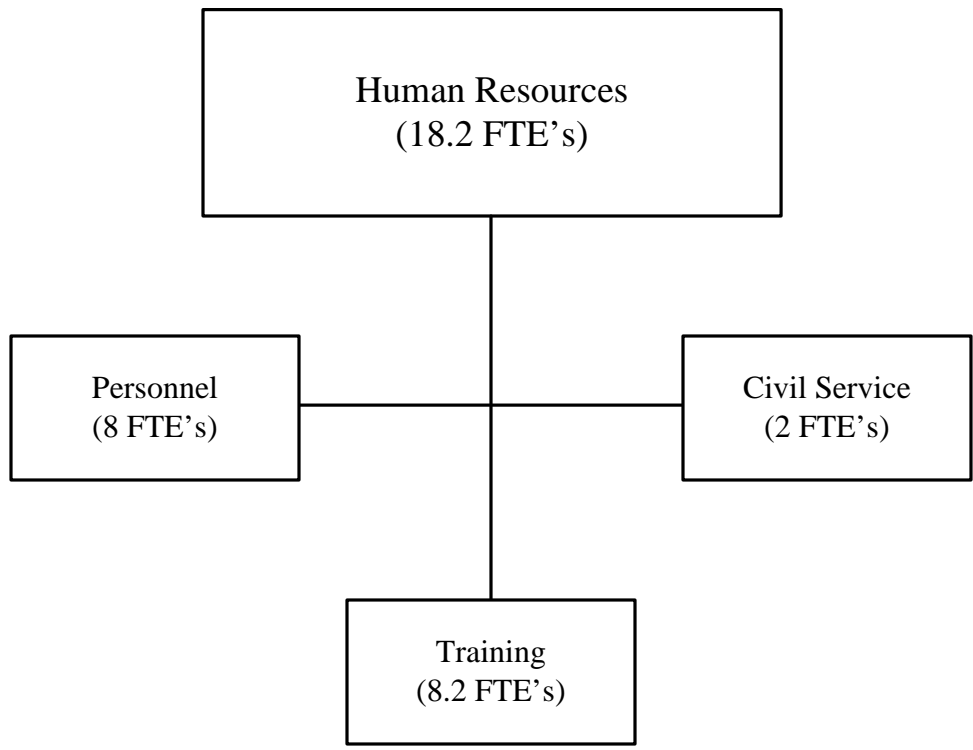 Human Resources
(18.2 FTE’s)
Personnel
(8 FTE’s)
Civil Service
(2 FTE’s)
Training
(8.2 FTE’s)